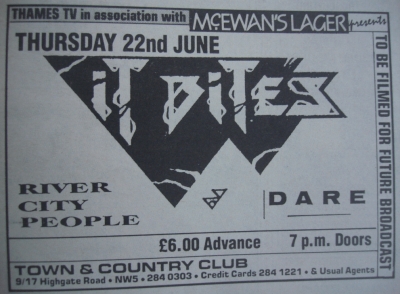 THAMES TV in association with McEWAN'S LAGER presents
THURSDAY 22nd JUNE
iT BiTES
RIVER
CITY
PEOPLE
DARE
£6.00 Advance 7 p.m. Doors
TOWN & COUNTRY CLUB
9/17 Highgate Road • NW5 • 284 0303 • Credit Cards 284 1221 • & Usual Agents
TO BE FILMED FOR FUTURE BROADCAST